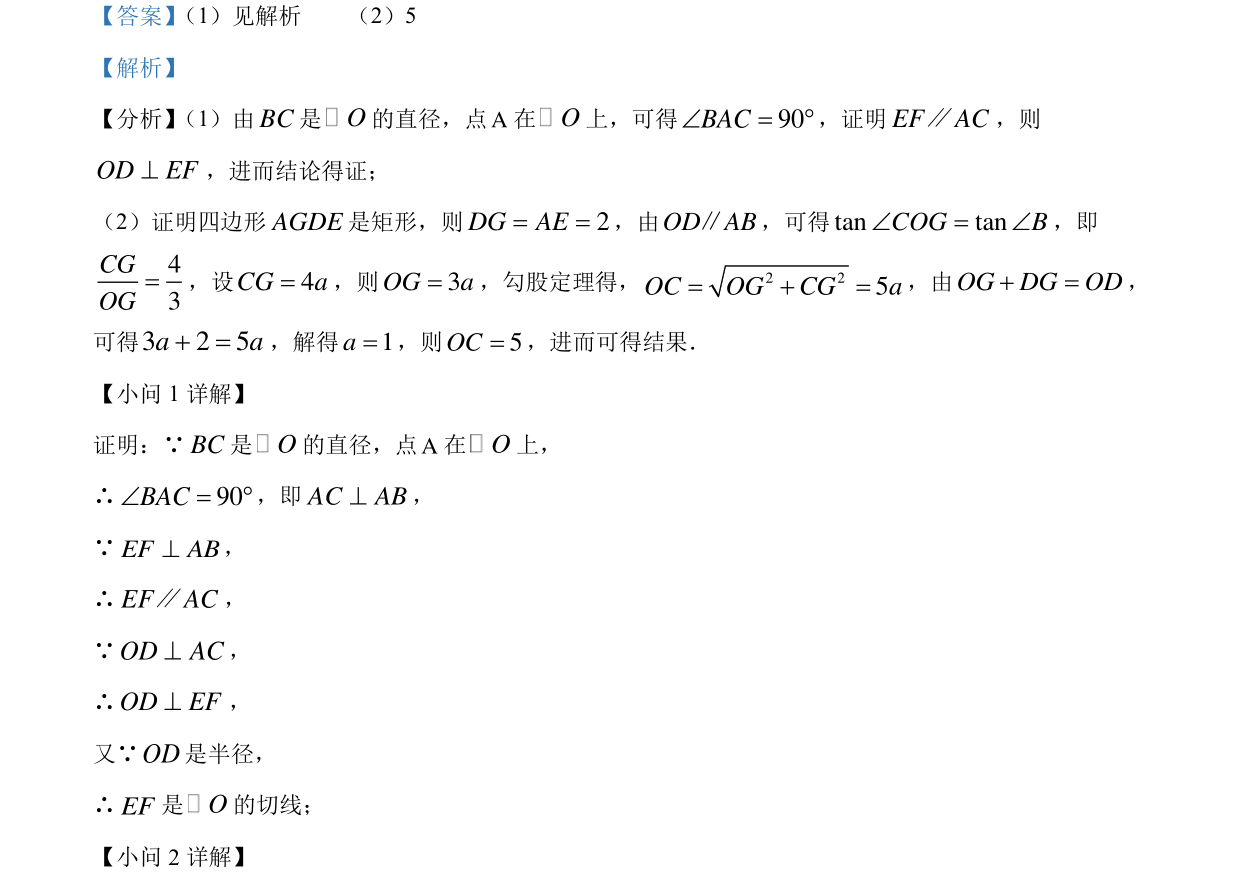 【答案】（1）见解析　　（2）5
【解析】
【分析】（1）由 BC 是□ O 的直径，点 A 在□ O 上，可得∠BAC = 90°，证明 EF∥AC，则
OD ⊥ EF，进而结论得证；
（2）证明四边形 AGDE 是矩形，则 DG = AE = 2，由 OD∥AB，可得 tan ∠COG = tan ∠B，即
CG/OG = 4/3，设 CG = 4a，则 OG = 3a，勾股定理得，OC = √(OG² + CG²) = 5a，由 OG + DG = OD，
可得 3a + 2 = 5a，解得 a = 1，则 OC = 5，进而可得结果．
【小问 1 详解】
证明：∵ BC 是□ O 的直径，点 A 在□ O 上，
∴ ∠BAC = 90°，即 AC ⊥ AB，
∵ EF ⊥ AB，
∴ EF∥AC，
∵ OD ⊥ AC，
∴ OD ⊥ EF，
又∵ OD 是半径，
∴ EF 是□ O 的切线；
【小问 2 详解】